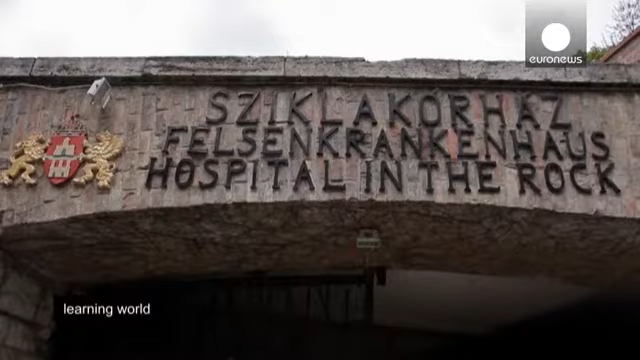 euronews
SZIKLAKÓRHÁZ
FELSENKRANKENHAUS
HOSPITAL IN THE ROCK
learning world